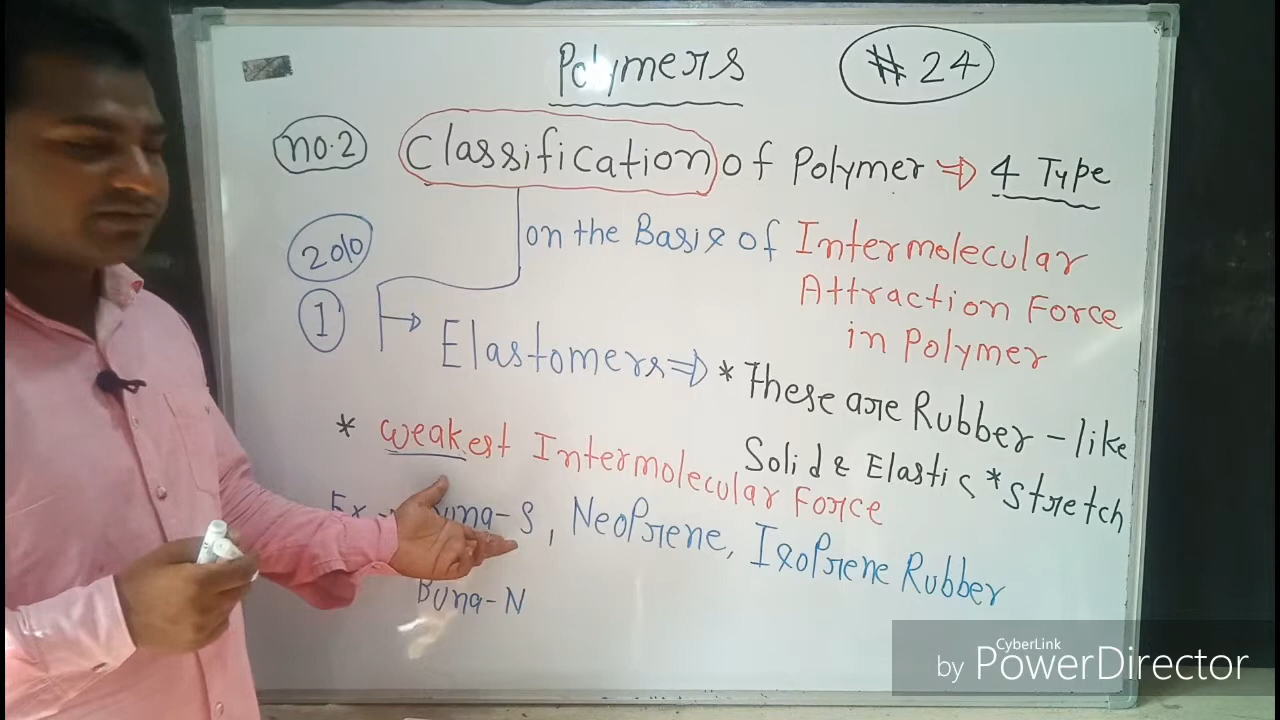 Polymers #24
no.2 Classification of Polymer ⇒ 4 Type
2010 on the Basis of Intermolecular
Attraction Force
in Polymer
1 → Elastomers ⇒ * These are Rubber-like
Solid & Elastic * Stretch
* weakest Intermolecular Force
Ex - Buna-S, NeoPrene, IsoPrene Rubber
Buna-N
CyberLink
by PowerDirector